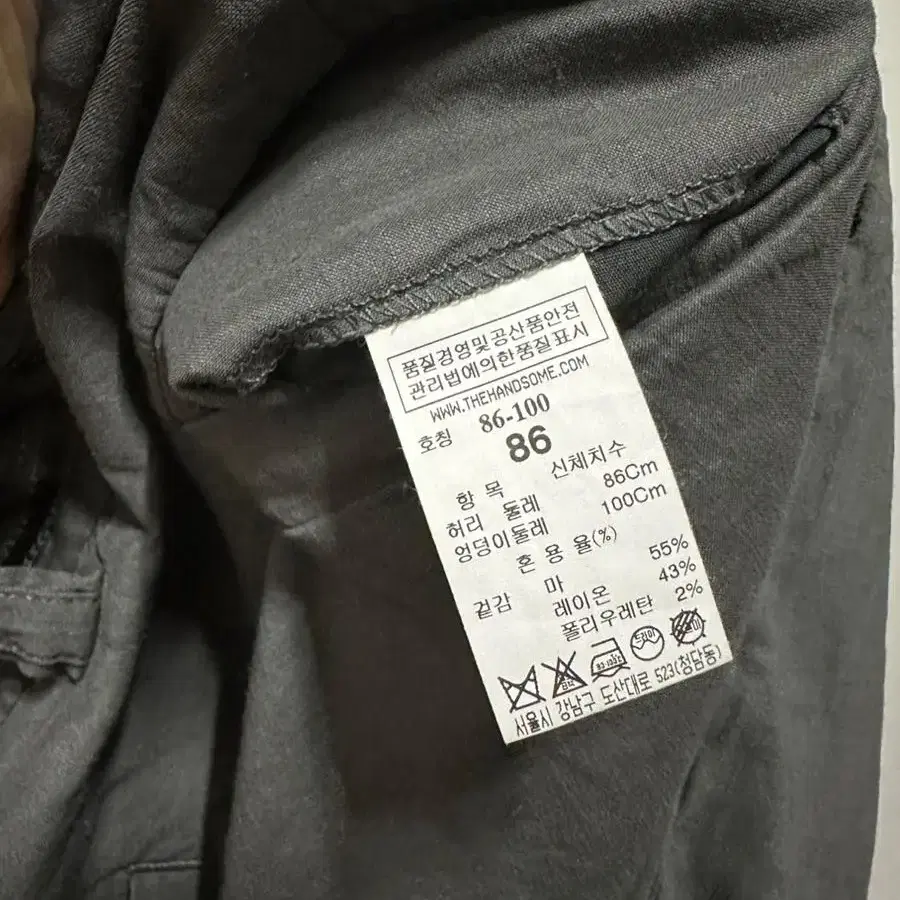 품질경영및공산품안전
관리법에의한품질표시
WWW.THEHANDSOME.COM
호칭 86-100
86
항 목 신체치수
허리 둘레 86Cm
엉덩이둘레 100Cm
혼 용 율(%)
겉감 마 55%
레이온 43%
폴리우레탄 2%
드라이
서울시 강남구 도산대로 523(청담동)